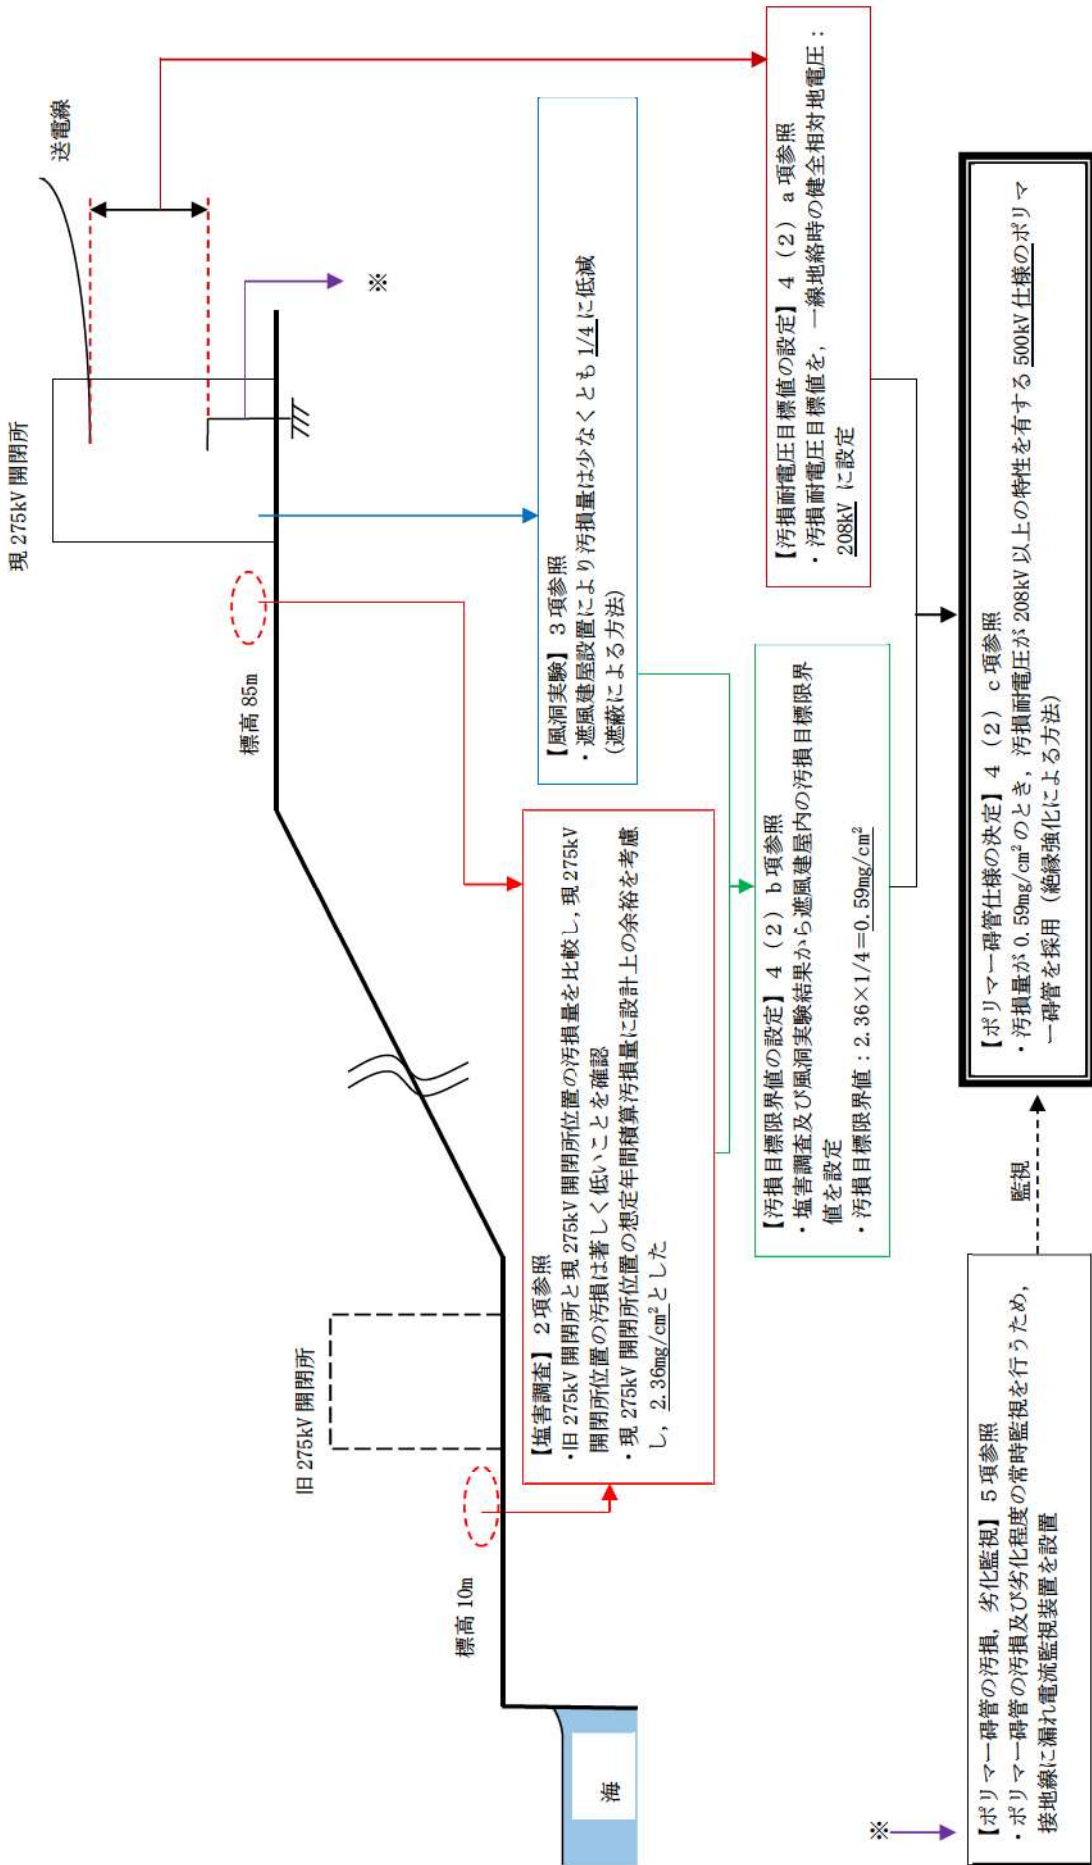 現 275kV 開閉所
送電線
標高 85m
※
旧 275kV 開閉所
標高 10m
海
【塩害調査】2項参照
・旧 275kV 開閉所と現 275kV 開閉所位置の汚損量を比較し，現 275kV
開閉所位置の汚損は著しく低いことを確認
・現 275kV 開閉所位置の想定年間積算汚損量に設計上の余裕を考慮
し，2.36mg/cm²とした
【風洞実験】3項参照
・遮風建屋設置により汚損量は少なくとも 1/4 に低減
（遮蔽による方法）
【汚損目標限界値の設定】4（2）b項参照
・塩害調査及び風洞実験結果から遮風建屋内の汚損目標限界
値を設定
・汚損目標限界値：2.36×1/4=0.59mg/cm²
【汚損耐電圧目標値の設定】4（2）a項参照
・汚損耐電圧目標値を，一線地絡時の健全相対地電圧：
208kV に設定
※
【ポリマー碍管の汚損，劣化監視】5項参照
・ポリマー碍管の汚損及び劣化程度の常時監視を行うため，
接地線に漏れ電流監視装置を設置
監視
【ポリマー碍管仕様の決定】4（2）c項参照
・汚損量が 0.59mg/cm²のとき，汚損耐電圧が 208kV 以上の特性を有する 500kV 仕様のポリマ
ー碍管を採用（絶縁強化による方法）